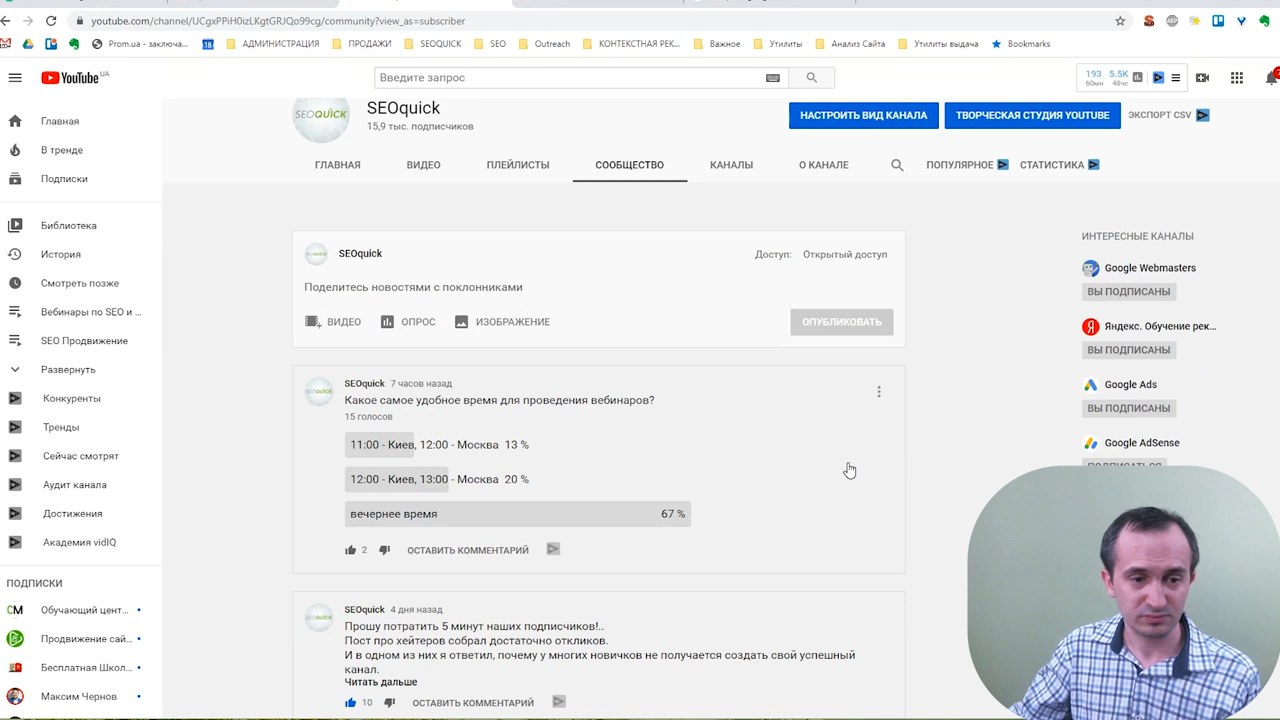 youtube.com/channel/UCgxPPiH0izLKgtGRJQo99cg/community?view_as=subscriber
Prom.ua - заключа...
АДМИНИСТРАЦИЯ
ПРОДАЖИ
SEOQUICK
SEO
Outreach
КОНТЕКСТНАЯ РЕК...
Важное
Утилиты
Анализ Сайта
Утилиты выдача
Bookmarks
YouTube UA
Введите запрос
193 5.5K
60мн 48чс
SEOQUICK
SEOquick
15,9 тыс. подписчиков
НАСТРОИТЬ ВИД КАНАЛА
ТВОРЧЕСКАЯ СТУДИЯ YOUTUBE
ЭКСПОРТ CSV
ГЛАВНАЯ
ВИДЕО
ПЛЕЙЛИСТЫ
СООБЩЕСТВО
КАНАЛЫ
О КАНАЛЕ
ПОПУЛЯРНОЕ
СТАТИСТИКА
Главная
В тренде
Подписки
Библиотека
История
Смотреть позже
Вебинары по SEO и ...
SEO Продвижение
Развернуть
Конкуренты
Тренды
Сейчас смотрят
Аудит канала
Достижения
Академия vidIQ
ПОДПИСКИ
Обучающий цент...
Продвижение сай...
Бесплатная Школ...
Максим Чернов
SEOquick
Доступ: Открытый доступ
Поделитесь новостями с поклонниками
ВИДЕО
ОПРОС
ИЗОБРАЖЕНИЕ
ОПУБЛИКОВАТЬ
SEOquick 7 часов назад
Какое самое удобное время для проведения вебинаров?
15 голосов
11:00 - Киев, 12:00 - Москва 13 %
12:00 - Киев, 13:00 - Москва 20 %
вечернее время 67 %
2 ОСТАВИТЬ КОММЕНТАРИЙ
SEOquick 4 дня назад
Прошу потратить 5 минут наших подписчиков!..
Пост про хейтеров собрал достаточно откликов.
И в одном из них я ответил, почему у многих новичков не получается создать свой успешный
канал.
Читать дальше
10 ОСТАВИТЬ КОММЕНТАРИЙ
ИНТЕРЕСНЫЕ КАНАЛЫ
Google Webmasters
ВЫ ПОДПИСАНЫ
Яндекс. Обучение рек...
ВЫ ПОДПИСАНЫ
Google Ads
ВЫ ПОДПИСАНЫ
Google AdSense
ПОДПИСАТЬСЯ